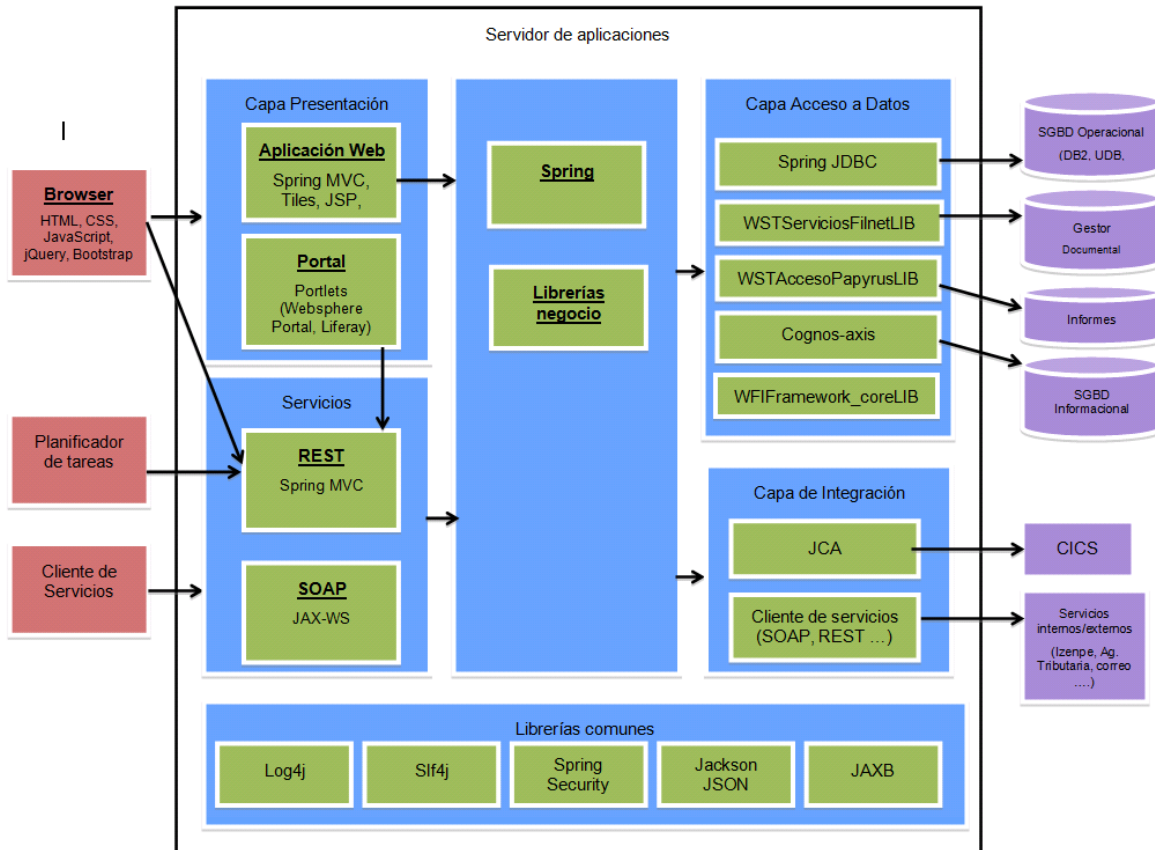 Servidor de aplicaciones
Capa Presentación
Aplicación Web
Spring MVC,
Tiles, JSP,
Portal
Portlets
(Websphere
Portal, Liferay)
Browser
HTML, CSS,
JavaScript,
jQuery, Bootstrap
Planificador
de tareas
Cliente de
Servicios
Servicios
REST
Spring MVC
SOAP
JAX-WS
Spring
Librerías
negocio
Capa Acceso a Datos
Spring JDBC
WSTServiciosFilnetLIB
WSTAccesoPapyrusLIB
Cognos-axis
WFIFramework_coreLIB
Capa de Integración
JCA
Cliente de servicios
(SOAP, REST ...)
SGBD Operacional
(DB2, UDB,
Gestor
Documental
Informes
SGBD
Informacional
CICS
Servicios
internos/externos
(Izenpe, Ag.
Tributaria, correo
....)
Librerías comunes
Log4j
Slf4j
Spring
Security
Jackson
JSON
JAXB